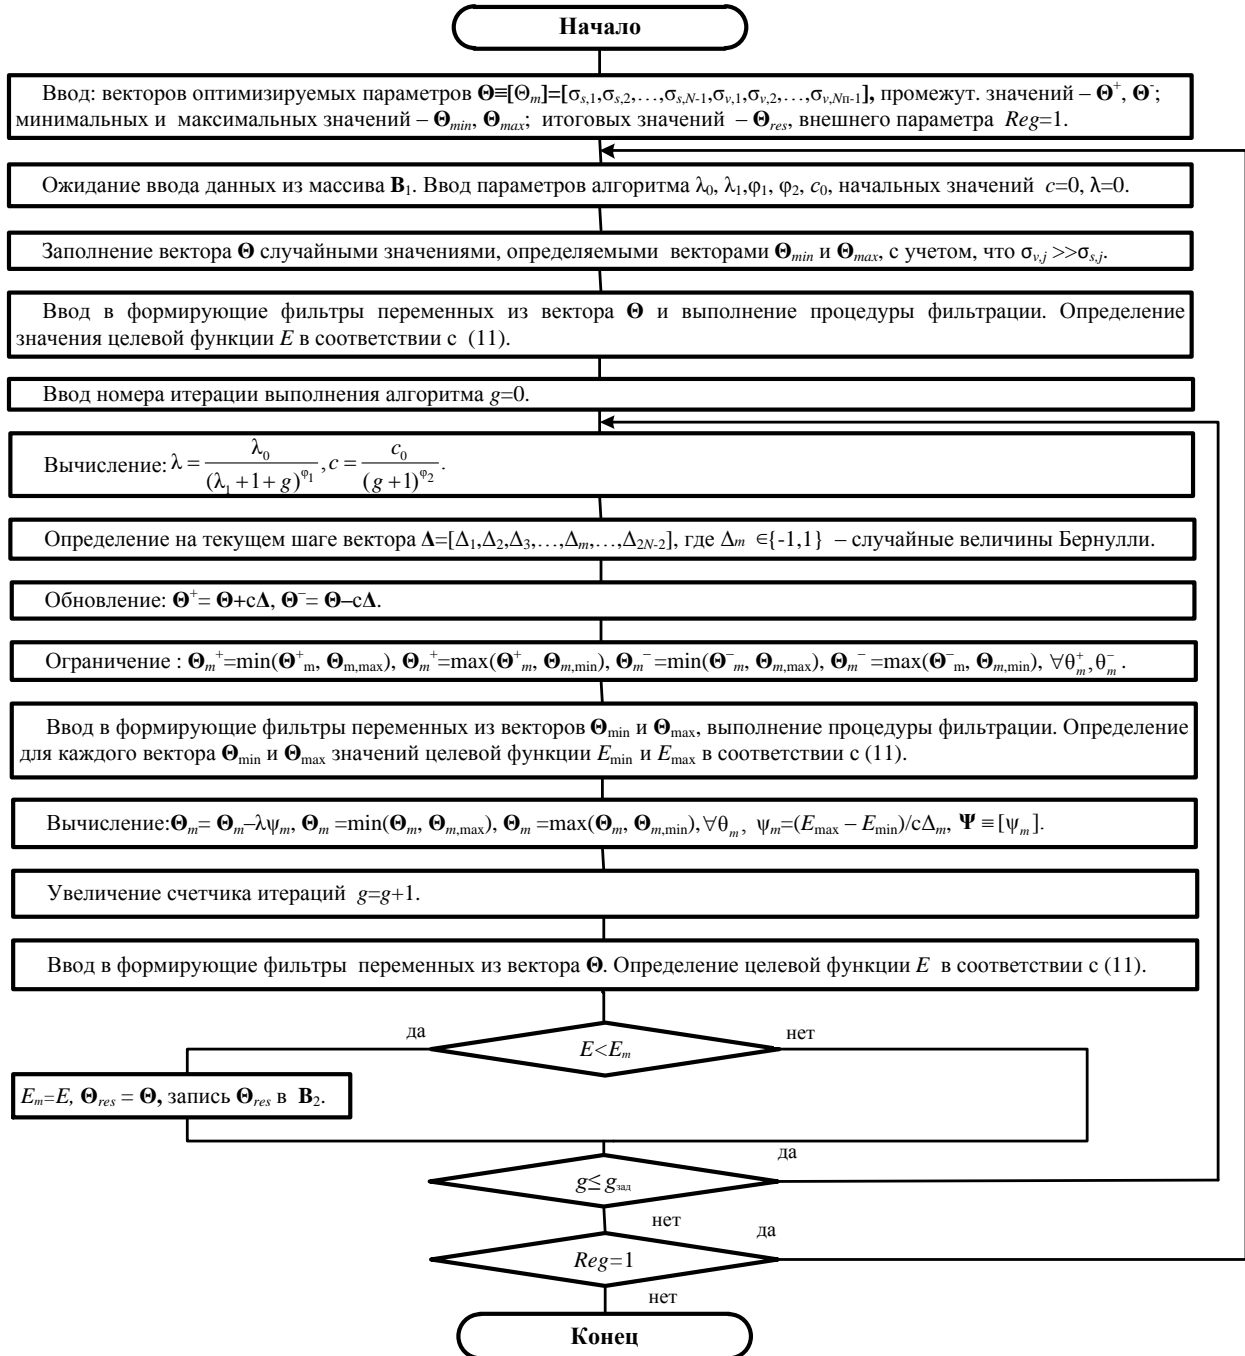 Начало
Ввод: векторов оптимизируемых параметров Θ≡[Θm]=[σs,1,σs,2,…,σs,N-1,σv,1,σv,2,…,σv,Nп-1], промежут. значений – Θ⁺, Θ⁻;
минимальных и максимальных значений – Θmin, Θmax; итоговых значений – Θres, внешнего параметра Reg=1.
Ожидание ввода данных из массива B₁. Ввод параметров алгоритма λ₀, λ₁,φ₁, φ₂, c₀, начальных значений c=0, λ=0.
Заполнение вектора Θ случайными значениями, определяемыми векторами Θmin и Θmax, с учетом, что σv,j >>σs,j.
Ввод в формирующие фильтры переменных из вектора Θ и выполнение процедуры фильтрации. Определение
значения целевой функции E в соответствии с (11).
Ввод номера итерации выполнения алгоритма g=0.
Вычисление: λ = λ₀/(λ₁+1+g)^φ₁, c = c₀/(g+1)^φ₂.
Определение на текущем шаге вектора Δ=[Δ₁,Δ₂,Δ₃,…,Δm,…,Δ2N-2], где Δm ∈{-1,1} – случайные величины Бернулли.
Обновление: Θ⁺= Θ+cΔ, Θ⁻= Θ–cΔ.
Ограничение : Θm⁺=min(Θ⁺m, Θm,max), Θm⁺=max(Θ⁺m, Θm,min), Θm⁻=min(Θ⁻m, Θm,max), Θm⁻=max(Θ⁻m, Θm,min), ∀θm⁺,θm⁻.
Ввод в формирующие фильтры переменных из векторов Θmin и Θmax, выполнение процедуры фильтрации. Определение
для каждого вектора Θmin и Θmax значений целевой функции Emin и Emax в соответствии с (11).
Вычисление:Θm= Θm–λψm, Θm =min(Θm, Θm,max), Θm =max(Θm, Θm,min),∀θm, ψm=(Emax – Emin)/cΔm, Ψ ≡[ψm].
Увеличение счетчика итераций g=g+1.
Ввод в формирующие фильтры переменных из вектора Θ. Определение целевой функции E в соответствии с (11).
да
E<Em
нет
Em=E, Θres = Θ, запись Θres в B₂.
да
g≤ gзад
нет
да
Reg=1
нет
Конец